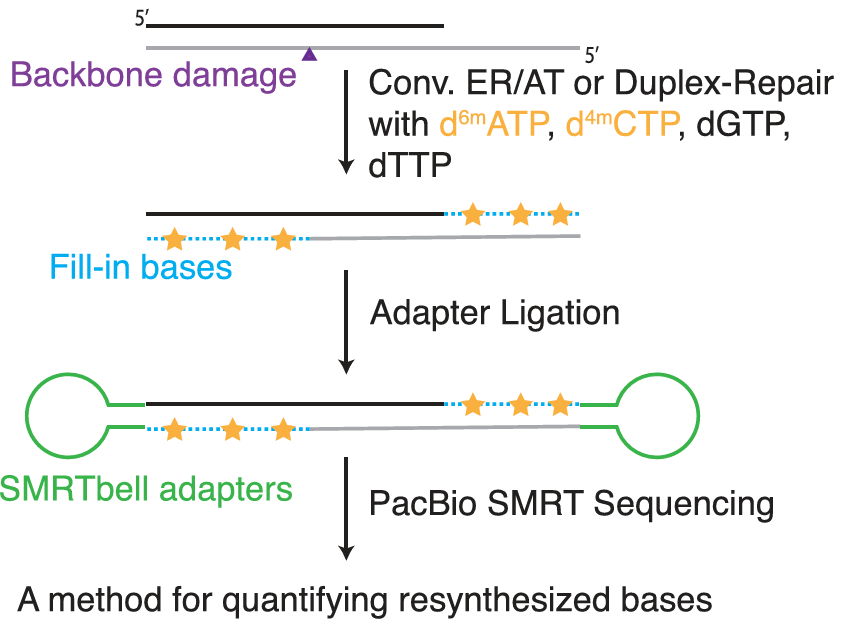 5’
5’
Backbone damage
Conv. ER/AT or Duplex-Repair
with d⁶ᵐATP, d⁴ᵐCTP, dGTP,
dTTP
Fill-in bases
Adapter Ligation
SMRTbell adapters
PacBio SMRT Sequencing
A method for quantifying resynthesized bases